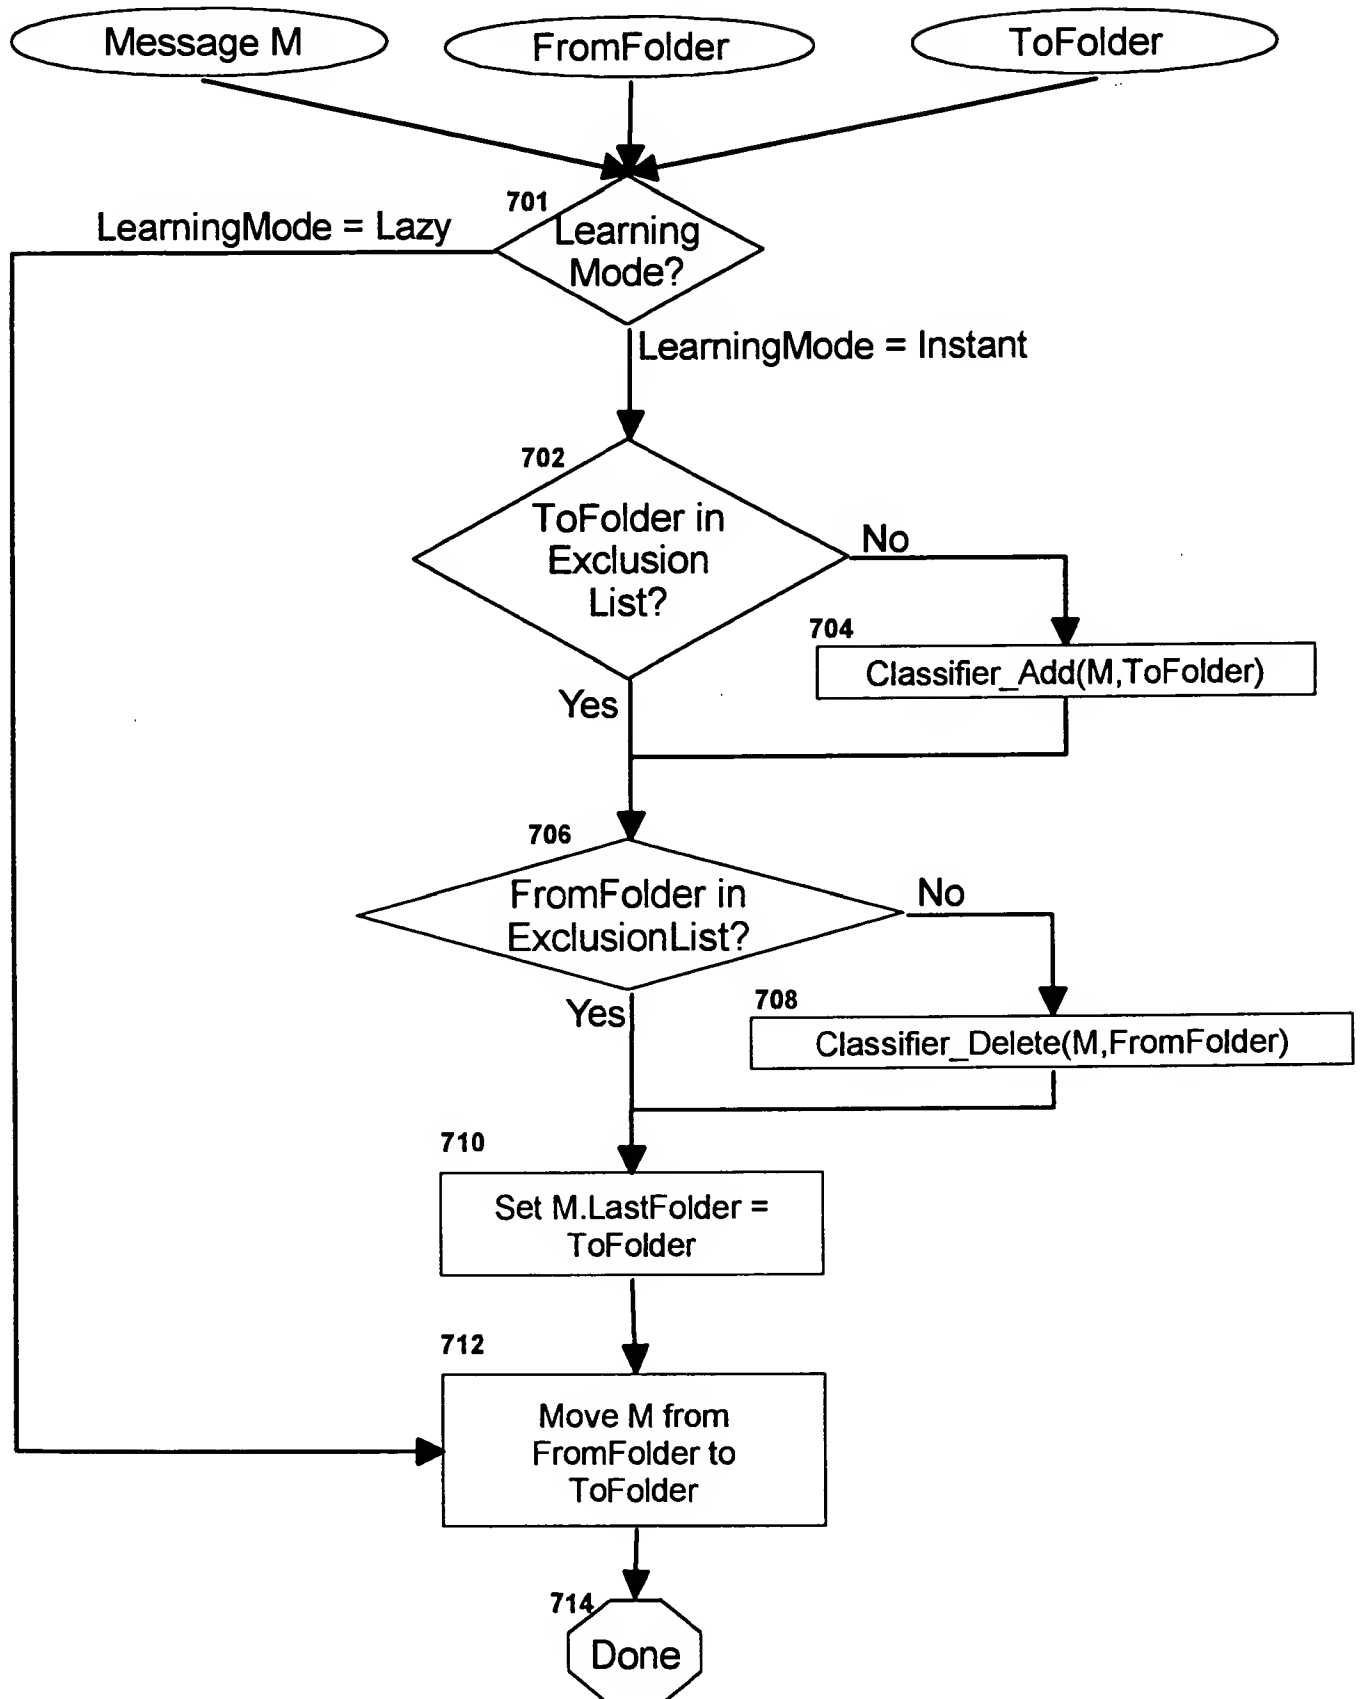 Message M
FromFolder
ToFolder
701
Learning
Mode?
LearningMode = Lazy
LearningMode = Instant
702
ToFolder in
Exclusion
List?
No
704
Classifier_Add(M,ToFolder)
Yes
706
FromFolder in
ExclusionList?
No
708
Classifier_Delete(M,FromFolder)
Yes
710
Set M.LastFolder =
ToFolder
712
Move M from
FromFolder to
ToFolder
714
Done